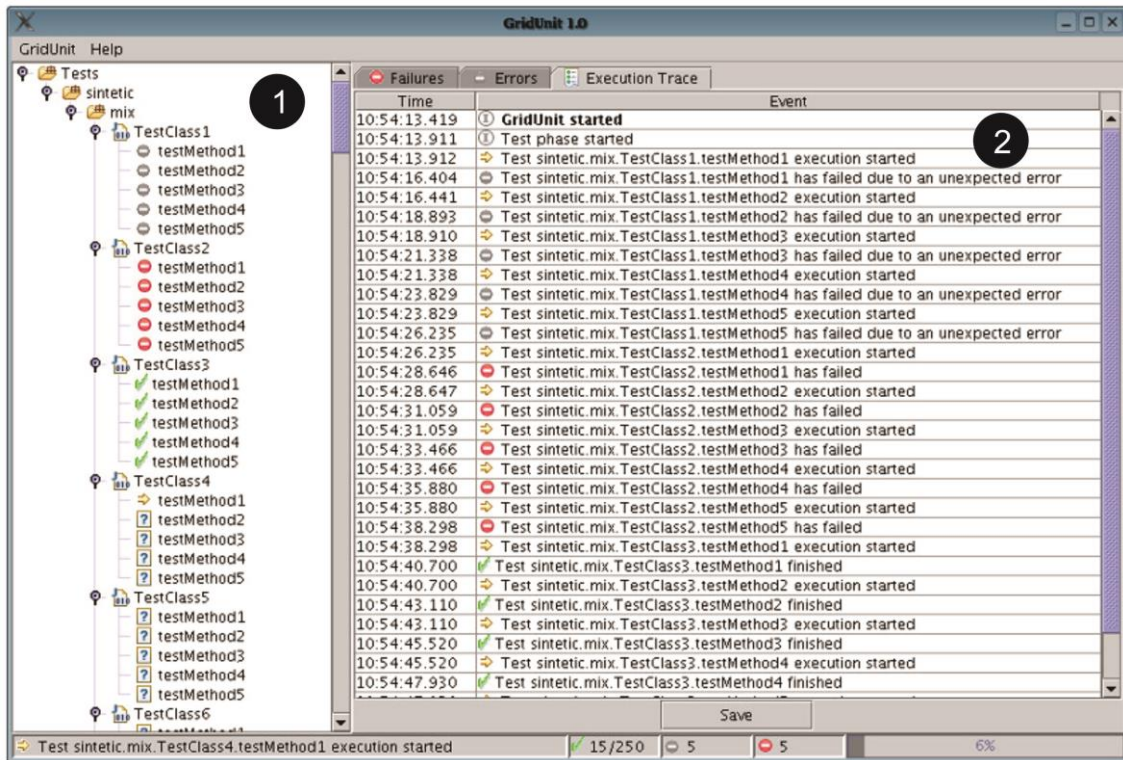 GridUnit 1.0
GridUnit Help
Tests
sintetic
mix
TestClass1
testMethod1
testMethod2
testMethod3
testMethod4
testMethod5
TestClass2
testMethod1
testMethod2
testMethod3
testMethod4
testMethod5
TestClass3
testMethod1
testMethod2
testMethod3
testMethod4
testMethod5
TestClass4
testMethod1
testMethod2
testMethod3
testMethod4
testMethod5
TestClass5
testMethod1
testMethod2
testMethod3
testMethod4
testMethod5
TestClass6
1
Failures Errors Execution Trace
Time Event
2
10:54:13.419 GridUnit started
10:54:13.911 Test phase started
10:54:13.912 Test sintetic.mix.TestClass1.testMethod1 execution started
10:54:16.404 Test sintetic.mix.TestClass1.testMethod1 has failed due to an unexpected error
10:54:16.441 Test sintetic.mix.TestClass1.testMethod2 execution started
10:54:18.893 Test sintetic.mix.TestClass1.testMethod2 has failed due to an unexpected error
10:54:18.910 Test sintetic.mix.TestClass1.testMethod3 execution started
10:54:21.338 Test sintetic.mix.TestClass1.testMethod3 has failed due to an unexpected error
10:54:21.338 Test sintetic.mix.TestClass1.testMethod4 execution started
10:54:23.829 Test sintetic.mix.TestClass1.testMethod4 has failed due to an unexpected error
10:54:23.829 Test sintetic.mix.TestClass1.testMethod5 execution started
10:54:26.235 Test sintetic.mix.TestClass1.testMethod5 has failed due to an unexpected error
10:54:26.235 Test sintetic.mix.TestClass2.testMethod1 execution started
10:54:28.646 Test sintetic.mix.TestClass2.testMethod1 has failed
10:54:28.647 Test sintetic.mix.TestClass2.testMethod2 execution started
10:54:31.059 Test sintetic.mix.TestClass2.testMethod2 has failed
10:54:31.059 Test sintetic.mix.TestClass2.testMethod3 execution started
10:54:33.466 Test sintetic.mix.TestClass2.testMethod3 has failed
10:54:33.466 Test sintetic.mix.TestClass2.testMethod4 execution started
10:54:35.880 Test sintetic.mix.TestClass2.testMethod4 has failed
10:54:35.880 Test sintetic.mix.TestClass2.testMethod5 execution started
10:54:38.298 Test sintetic.mix.TestClass2.testMethod5 has failed
10:54:38.298 Test sintetic.mix.TestClass3.testMethod1 execution started
10:54:40.700 Test sintetic.mix.TestClass3.testMethod1 finished
10:54:40.700 Test sintetic.mix.TestClass3.testMethod2 execution started
10:54:43.110 Test sintetic.mix.TestClass3.testMethod2 finished
10:54:43.110 Test sintetic.mix.TestClass3.testMethod3 execution started
10:54:45.520 Test sintetic.mix.TestClass3.testMethod3 finished
10:54:45.520 Test sintetic.mix.TestClass3.testMethod4 execution started
10:54:47.930 Test sintetic.mix.TestClass3.testMethod4 finished
Save
Test sintetic.mix.TestClass4.testMethod1 execution started 15/250 5 5 6%